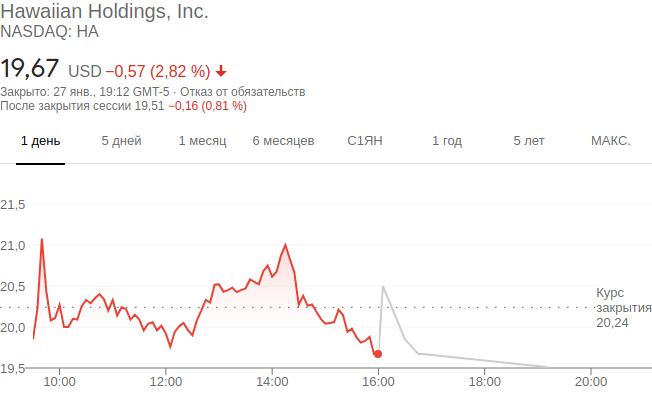 Hawaiian Holdings, Inc.
NASDAQ: HA
19,67 USD −0,57 (2,82 %)
Закрыто: 27 янв., 19:12 GMT-5 · Отказ от обязательств
После закрытия сессии 19,51 −0,16 (0,81 %)
1 день 5 дней 1 месяц 6 месяцев С1ЯН 1 год 5 лет МАКС.
21,5
21,0
20,5
20,0
19,5
Курс
закрытия
20,24
10:00 12:00 14:00 16:00 18:00 20:00